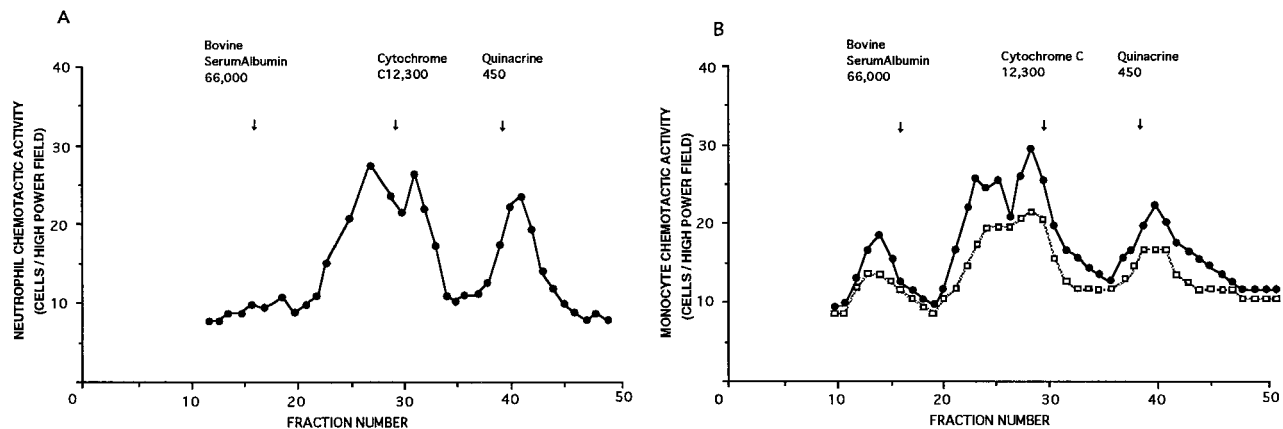 A
Bovine
SerumAlbumin
66,000
Cytochrome
C12,300
Quinacrine
450
NEUTROPHIL CHEMOTACTIC ACTIVITY
(CELLS / HIGH POWER FIELD)
40
30
20
10
0
10
20
30
40
50
FRACTION NUMBER
B
Bovine
SerumAlbumin
66,000
Cytochrome C
12,300
Quinacrine
450
MONOCYTE CHEMOTACTIC ACTIVITY
(CELLS / HIGH POWER FIELD)
40
30
20
10
0
10
20
30
40
50
FRACTION NUMBER